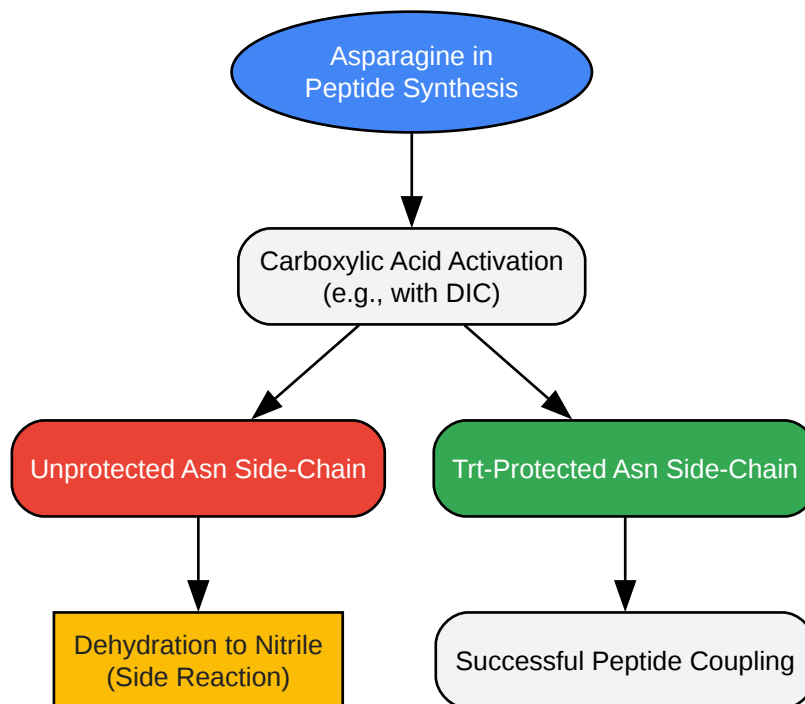 Asparagine in
Peptide Synthesis
Carboxylic Acid Activation
(e.g., with DIC)
Unprotected Asn Side-Chain
Trt-Protected Asn Side-Chain
Dehydration to Nitrile
(Side Reaction)
Successful Peptide Coupling